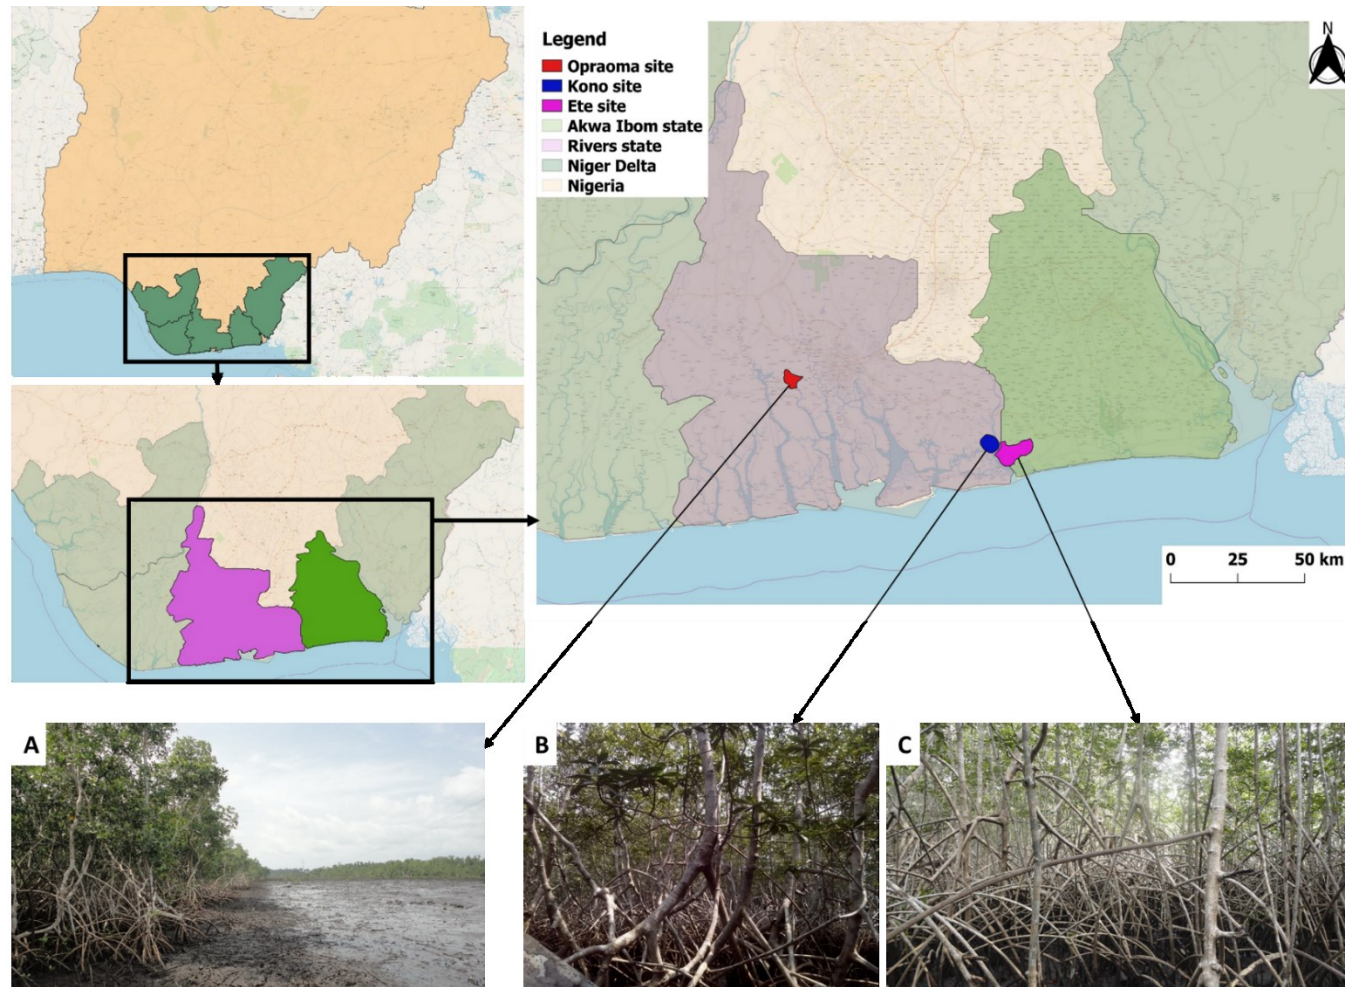 Legend
Opraoma site
Kono site
Ete site
Akwa Ibom state
Rivers state
Niger Delta
Nigeria
N
0 25 50 km
A
B
C